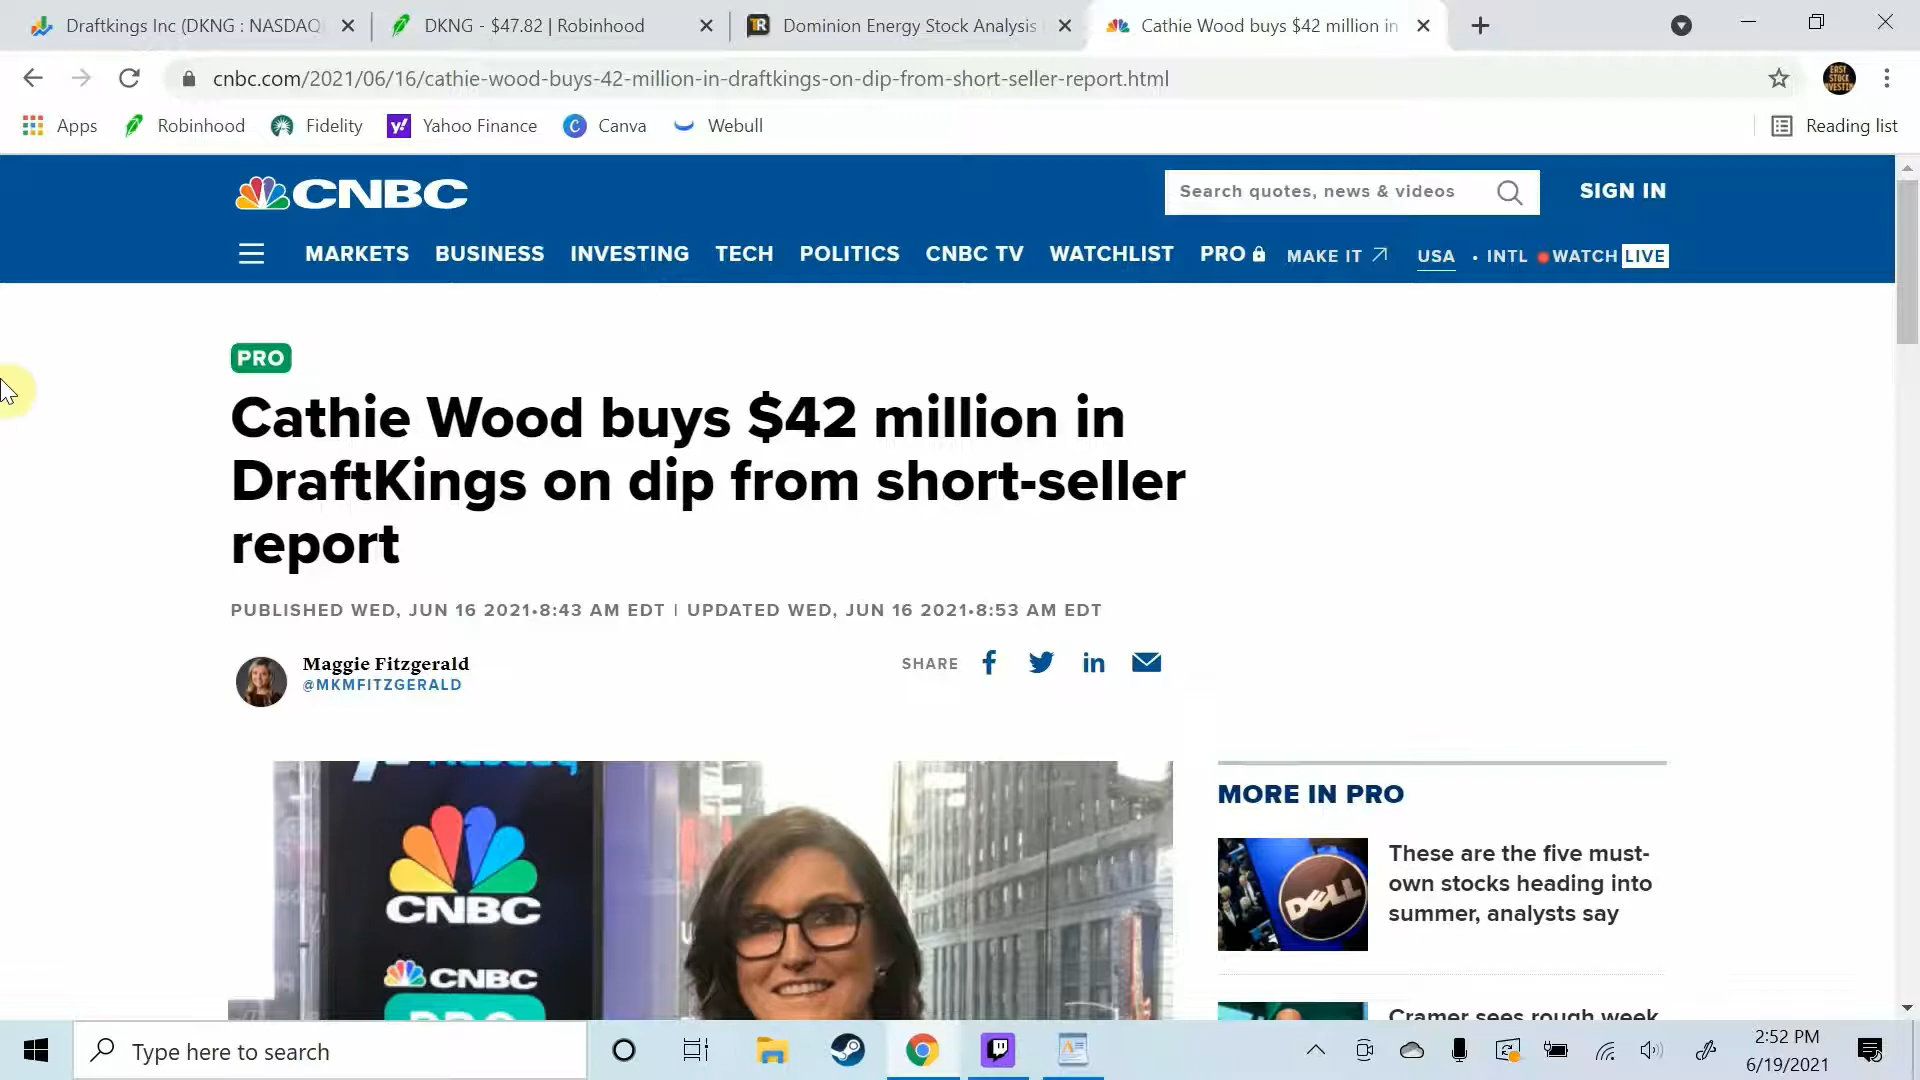 Draftkings Inc (DKNG : NASDAQ
DKNG - $47.82 | Robinhood
Dominion Energy Stock Analysis
Cathie Wood buys $42 million in
cnbc.com/2021/06/16/cathie-wood-buys-42-million-in-draftkings-on-dip-from-short-seller-report.html
Apps
Robinhood
Fidelity
Yahoo Finance
Canva
Webull
Reading list
CNBC
Search quotes, news & videos
SIGN IN
MARKETS BUSINESS INVESTING TECH POLITICS CNBC TV WATCHLIST PRO MAKE IT USA • INTL WATCH LIVE
PRO
Cathie Wood buys $42 million in
DraftKings on dip from short-seller
report
PUBLISHED WED, JUN 16 2021•8:43 AM EDT | UPDATED WED, JUN 16 2021•8:53 AM EDT
Maggie Fitzgerald
@MKMFITZGERALD
SHARE
CNBC
CNBC
MORE IN PRO
DELL
These are the five must-
own stocks heading into
summer, analysts say
Cramer sees rough week
Type here to search
2:52 PM
6/19/2021